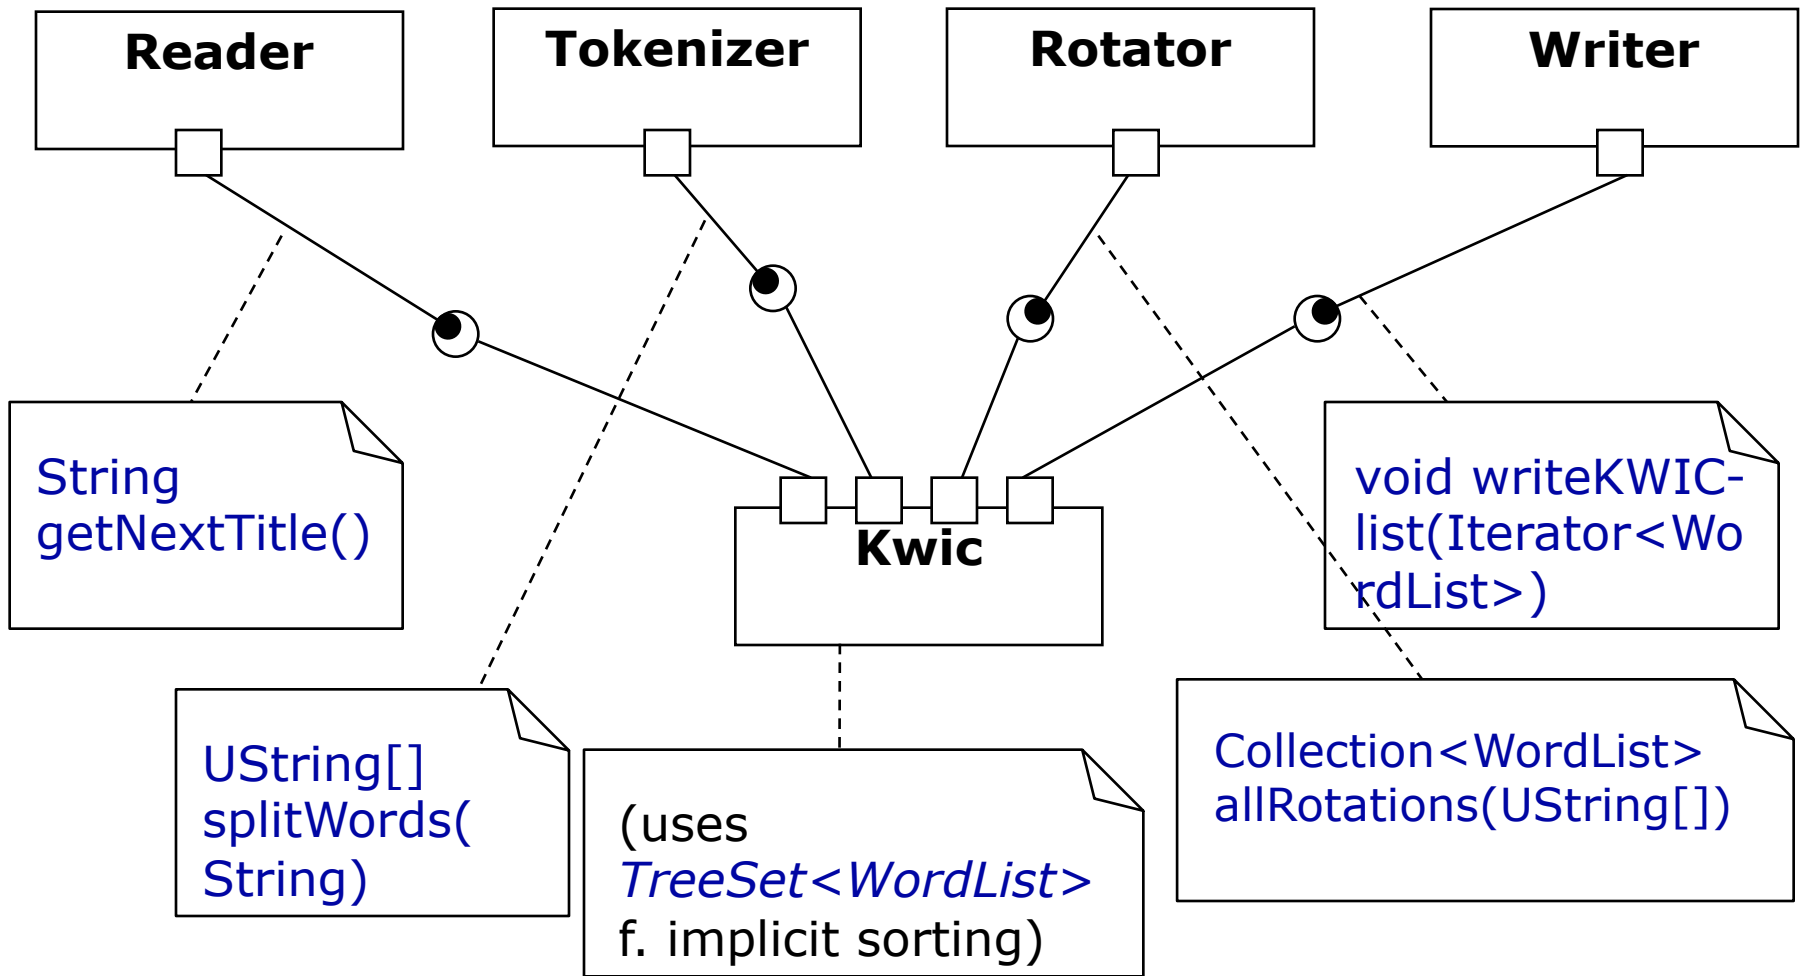 Reader
Tokenizer
Rotator
Writer
String
getNextTitle()
Kwic
void writeKWIC-
list(Iterator<Wo
rdList>)
UString[]
splitWords(
String)
(uses
TreeSet<WordList>
f. implicit sorting)
Collection<WordList>
allRotations(UString[])